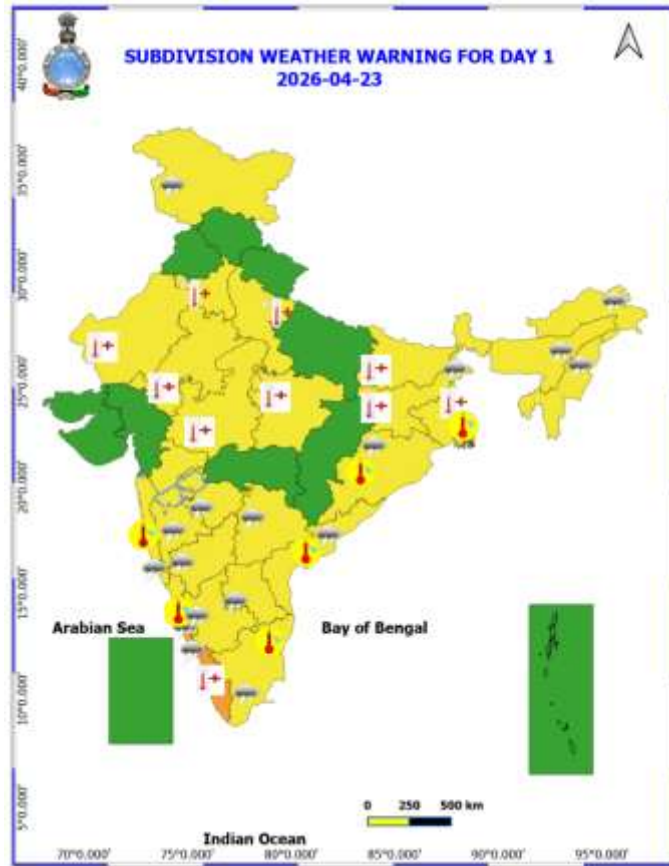 SUBDIVISION WEATHER WARNING FOR DAY 1
2026-04-23
40°0.000'
35°0.000'
30°0.000'
25°0.000'
20°0.000'
15°0.000'
10°0.000'
5°0.000'
Arabian Sea
Bay of Bengal
0 250 500 km
Indian Ocean
70°0.000' 75°0.000' 80°0.000' 85°0.000' 90°0.000' 95°0.000'